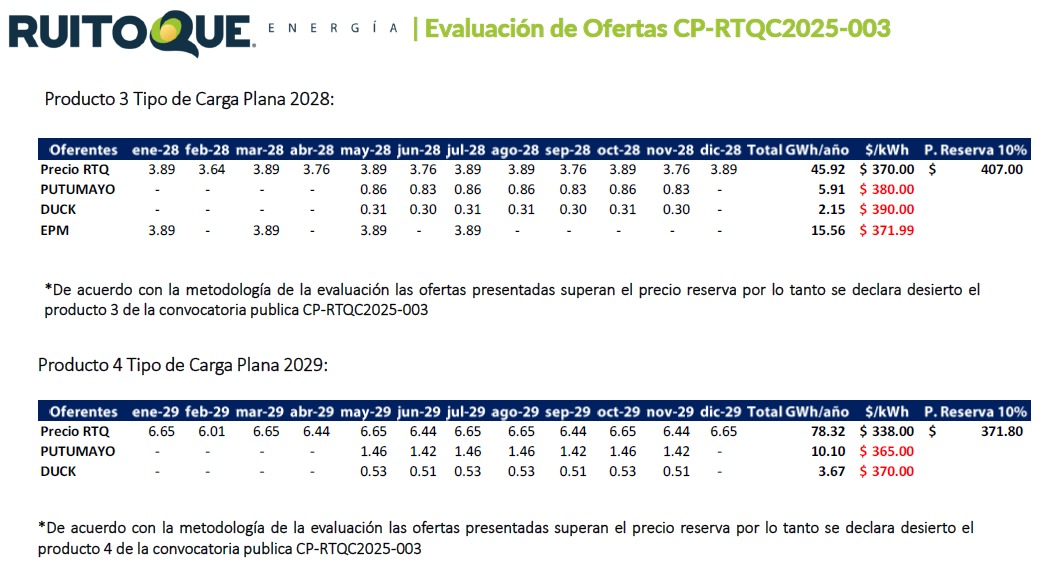 RUITOQUE. ENERGÍA | Evaluación de Ofertas CP-RTQC2025-003
Producto 3 Tipo de Carga Plana 2028:
Oferentes ene-28 feb-28 mar-28 abr-28 may-28 jun-28 jul-28 ago-28 sep-28 oct-28 nov-28 dic-28 Total GWh/año $/kWh P. Reserva 10%
Precio RTQ 3.89 3.64 3.89 3.76 3.89 3.76 3.89 3.89 3.76 3.89 3.76 3.89 45.92 $ 370.00 $ 407.00
PUTUMAYO - - - - 0.86 0.83 0.86 0.86 0.83 0.86 0.83 - 5.91 $ 380.00
DUCK - - - - 0.31 0.30 0.31 0.31 0.30 0.31 0.30 - 2.15 $ 390.00
EPM 3.89 - 3.89 - 3.89 - 3.89 - - - - - 15.56 $ 371.99
*De acuerdo con la metodología de la evaluación las ofertas presentadas superan el precio reserva por lo tanto se declara desierto el
producto 3 de la convocatoria publica CP-RTQC2025-003
Producto 4 Tipo de Carga Plana 2029:
Oferentes ene-29 feb-29 mar-29 abr-29 may-29 jun-29 jul-29 ago-29 sep-29 oct-29 nov-29 dic-29 Total GWh/año $/kWh P. Reserva 10%
Precio RTQ 6.65 6.01 6.65 6.44 6.65 6.44 6.65 6.65 6.44 6.65 6.44 6.65 78.32 $ 338.00 $ 371.80
PUTUMAYO - - - - 1.46 1.42 1.46 1.46 1.42 1.46 1.42 - 10.10 $ 365.00
DUCK - - - - 0.53 0.51 0.53 0.53 0.51 0.53 0.51 - 3.67 $ 370.00
*De acuerdo con la metodología de la evaluación las ofertas presentadas superan el precio reserva por lo tanto se declara desierto el
producto 4 de la convocatoria publica CP-RTQC2025-003